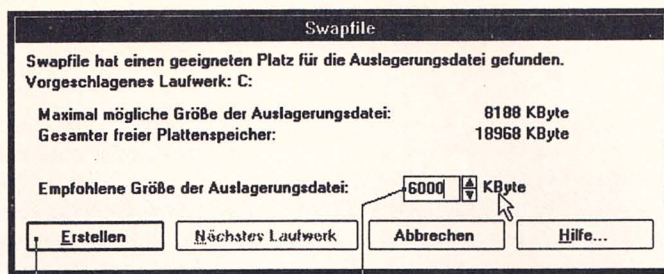 Swapfile
Swapfile hat einen geeigneten Platz für die Auslagerungsdatei gefunden.
Vorgeschlagenes Laufwerk: C:
Maximal mögliche Größe der Auslagerungsdatei: 8188 KByte
Gesamter freier Plattenspeicher: 18968 KByte
Empfohlene Größe der Auslagerungsdatei: 6000 KByte
Erstellen Nächstes Laufwerk Abbrechen Hilfe...